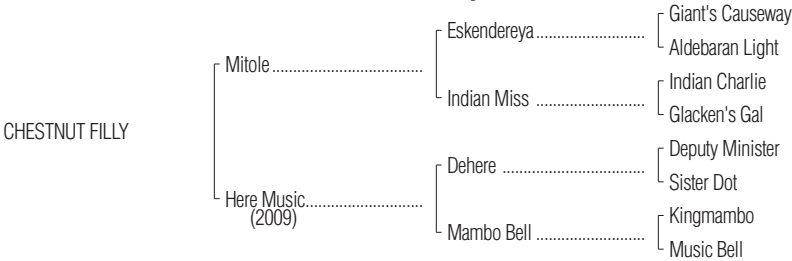 Giant's Causeway
Eskendereya
Aldebaran Light
Mitole
Indian Charlie
Indian Miss
Glacken's Gal
CHESTNUT FILLY
Deputy Minister
Dehere
Sister Dot
Here Music
(2009)
Kingmambo
Mambo Bell
Music Bell